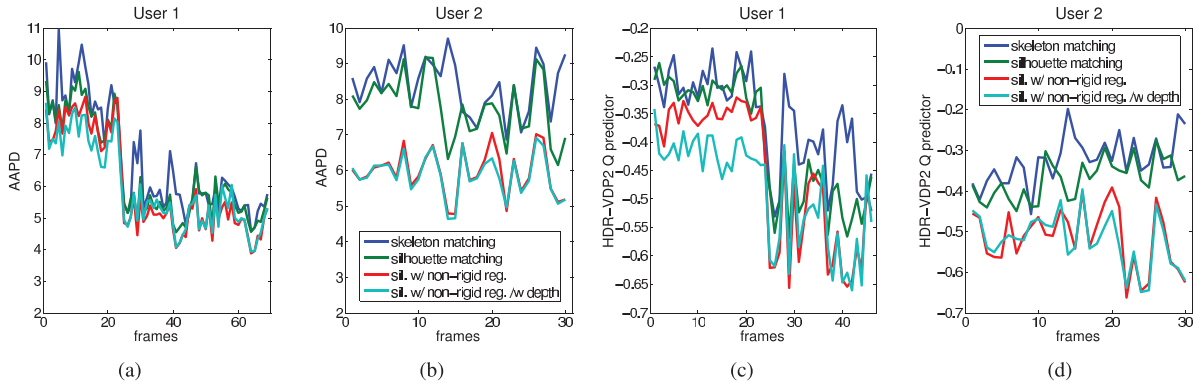 User 1
11
10
9
8
7
6
5
4
3
2
AAPD
0 20 40 60
frames
(a)
User 2
10
9
8
7
6
5
4
3
2
AAPD
skeleton matching
silhouette matching
sil. w/ non-rigid reg.
sil. w/ non-rigid reg. /w depth
0 10 20 30
frames
(b)
User 1
-0.2
-0.25
-0.3
-0.35
-0.4
-0.45
-0.5
-0.55
-0.6
-0.65
-0.7
HDR-VDP2 Q predictor
0 10 20 30 40
frames
(c)
User 2
0
-0.1
-0.2
-0.3
-0.4
-0.5
-0.6
-0.7
HDR-VDP2 Q predictor
skeleton matching
silhouette matching
sil. w/ non-rigid reg.
sil. w/ non-rigid reg. /w depth
0 10 20 30
frames
(d)